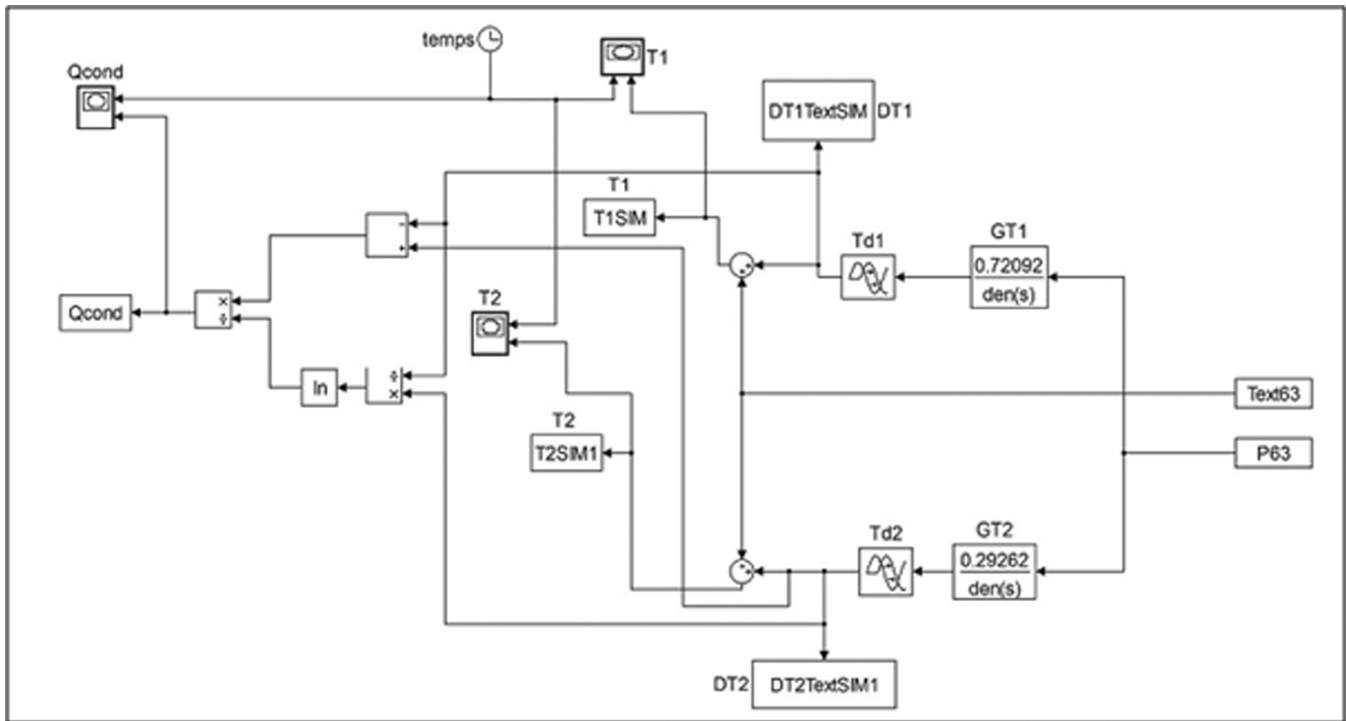 temps
T1
Qcond
DT1TextSIM
DT1
T1
T1SIM
GT1
Td1
0.72092
den(s)
-
+
+
+
T2
×
÷
Qcond
÷
×
ln
Text63
T2
T2SIM1
P63
GT2
Td2
0.29262
den(s)
+
+
DT2
DT2TextSIM1